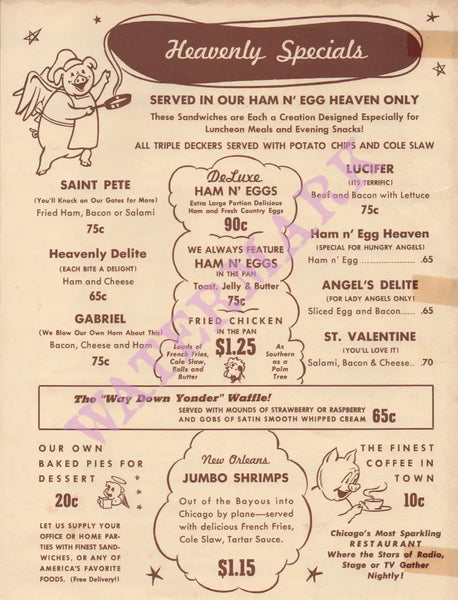 Heavenly Specials
SERVED IN OUR HAM N' EGG HEAVEN ONLY
These Sandwiches are Each a Creation Designed Especially for
Luncheon Meals and Evening Snacks!
ALL TRIPLE DECKERS SERVED WITH POTATO CHIPS AND COLE SLAW
SAINT PETE
(You'll Knock on Our Gates for More)
Fried Ham, Bacon or Salami
75c
Heavenly Delite
(EACH BITE A DELIGHT)
Ham and Cheese
65c
GABRIEL
(We Blow Our Own Horn About This)
Bacon, Cheese and Ham
75c
DeLuxe
HAM N' EGGS
Extra Large Portion Delicious
Ham and Fresh Country Eggs
90c
WE ALWAYS FEATURE
HAM N' EGGS
IN THE PAN
Toast, Jelly & Butter
75c
FRIED CHICKEN
IN THE PAN
Loads of
French Fries,
Cole Slaw,
Rolls and
Butter
$1.25
As
Southern
as a
Palm
Tree
LUCIFER
(ITS TERRIFIC)
Beef and Bacon with Lettuce
75c
Ham n' Egg Heaven
(SPECIAL FOR HUNGRY ANGELS)
Ham n' Egg .................. .65
ANGEL'S DELITE
(FOR LADY ANGELS ONLY)
Sliced Egg and Bacon...... .65
ST. VALENTINE
(YOU'LL LOVE IT)
Salami, Bacon & Cheese.. .70
The "Way Down Yonder" Waffle!
SERVED WITH MOUNDS OF STRAWBERRY OR RASPBERRY
AND GOBS OF SATIN SMOOTH WHIPPED CREAM
65c
OUR OWN
BAKED PIES FOR
DESSERT
20c
LET US SUPPLY YOUR
OFFICE OR HOME PAR-
TIES WITH FINEST SAND-
WICHES, OR ANY OF
AMERICA'S FAVORITE
FOODS. (Free Delivery!)
New Orleans
JUMBO SHRIMPS
Out of the Bayous into
Chicago by plane—served
with delicious French Fries,
Cole Slaw, Tartar Sauce.
$1.15
THE FINEST
COFFEE IN
TOWN
10c
Chicago's Most Sparkling
RESTAURANT
Where the Stars of Radio,
Stage or TV Gather
Nightly!
WATERMARK